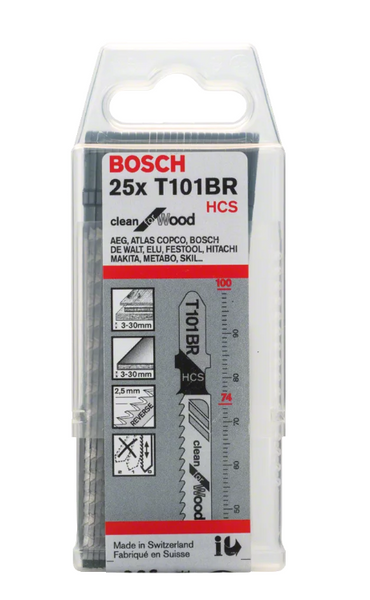 BOSCH
25x T101BR
HCS
clean for Wood
AEG, ATLAS COPCO, BOSCH
DE WALT, ELU, FESTOOL, HITACHI
MAKITA, METABO, SKIL...
100
T101BR
90
3-30mm
HCS
80
3-30mm
74
2,5 mm
REVERSE
70
clean for Wood
60
50
Made in Switzerland
Fabriqué en Suisse